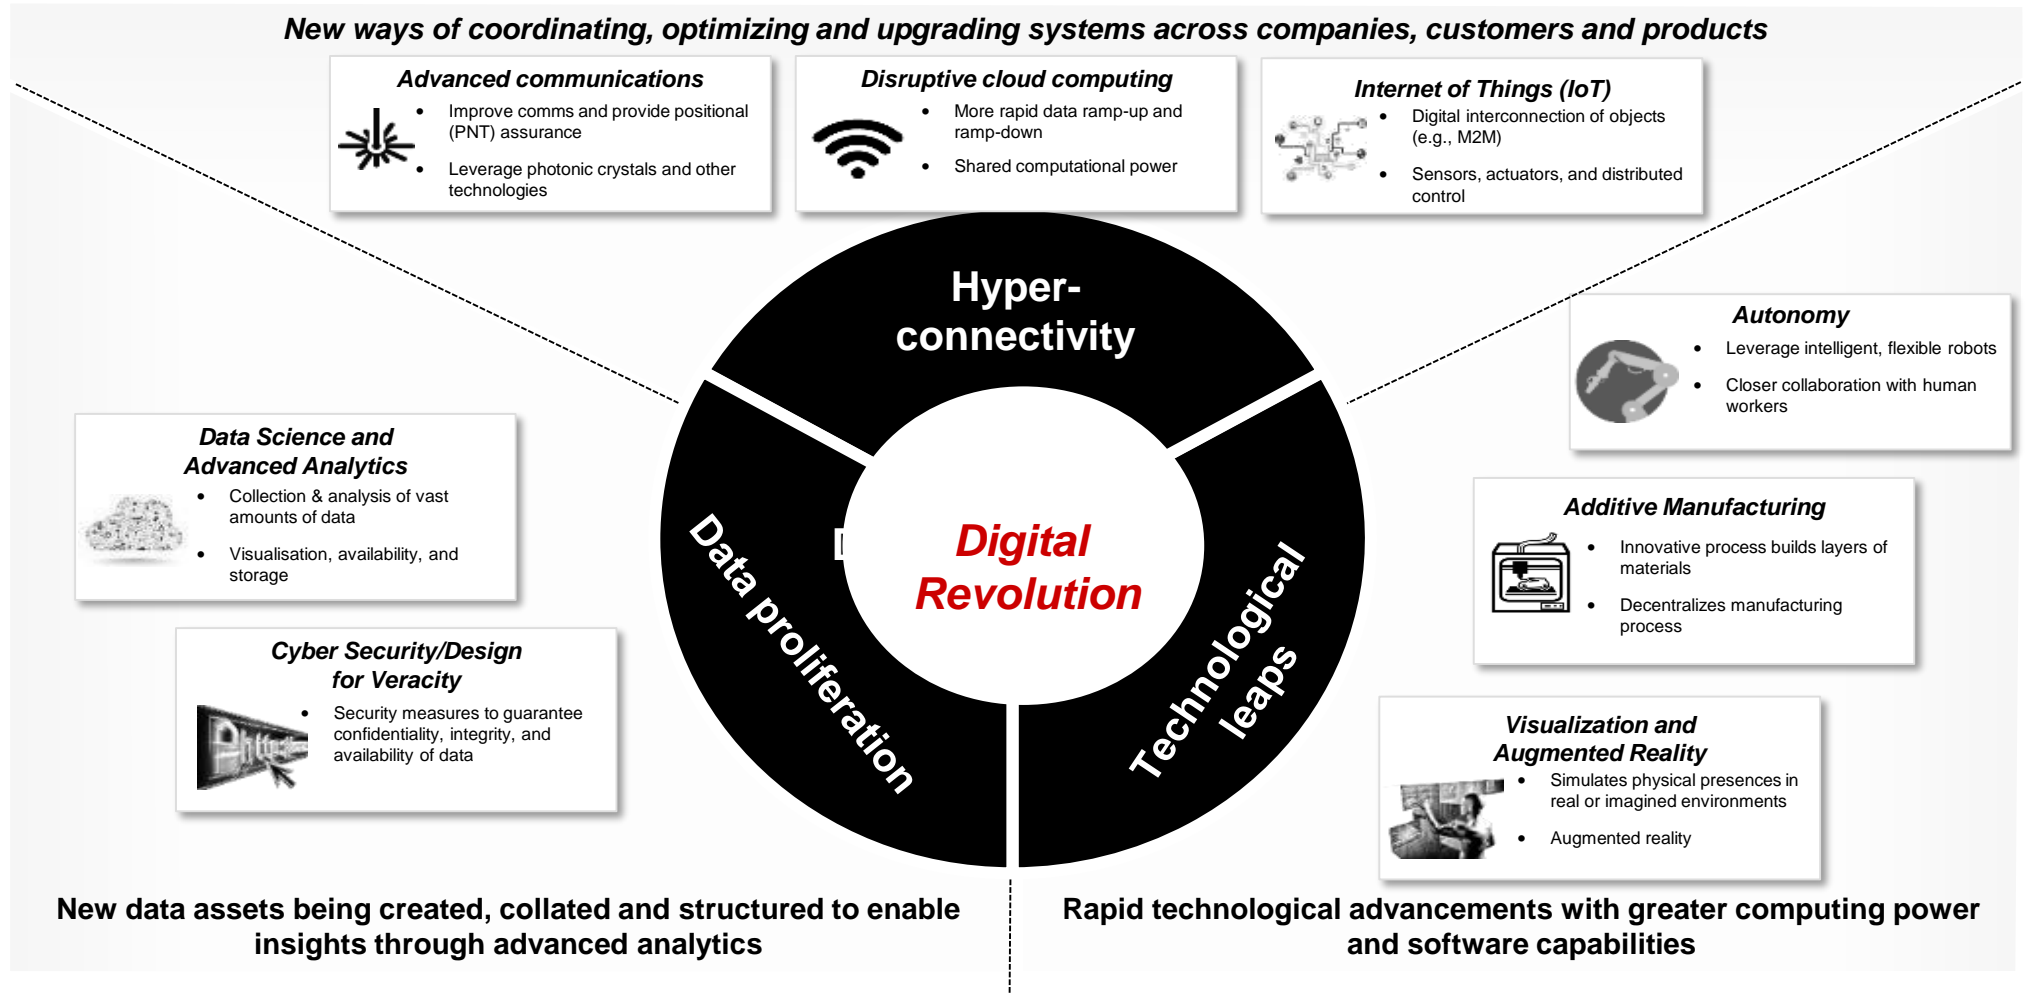 New ways of coordinating, optimizing and upgrading systems across companies, customers and products
Advanced communications
• Improve comms and provide positional
(PNT) assurance
• Leverage photonic crystals and other
technologies
Disruptive cloud computing
• More rapid data ramp-up and
ramp-down
• Shared computational power
Internet of Things (IoT)
• Digital interconnection of objects
(e.g., M2M)
• Sensors, actuators, and distributed
control
Hyper-
connectivity
Autonomy
• Leverage intelligent, flexible robots
• Closer collaboration with human
workers
Data Science and
Advanced Analytics
• Collection & analysis of vast
amounts of data
• Visualisation, availability, and
storage
Additive Manufacturing
• Innovative process builds layers of
materials
• Decentralizes manufacturing
process
Data proliferation
Digital
Revolution
Technological
leaps
Cyber Security/Design
for Veracity
• Security measures to guarantee
confidentiality, integrity, and
availability of data
Visualization and
Augmented Reality
• Simulates physical presences in
real or imagined environments
• Augmented reality
New data assets being created, collated and structured to enable
insights through advanced analytics
Rapid technological advancements with greater computing power
and software capabilities